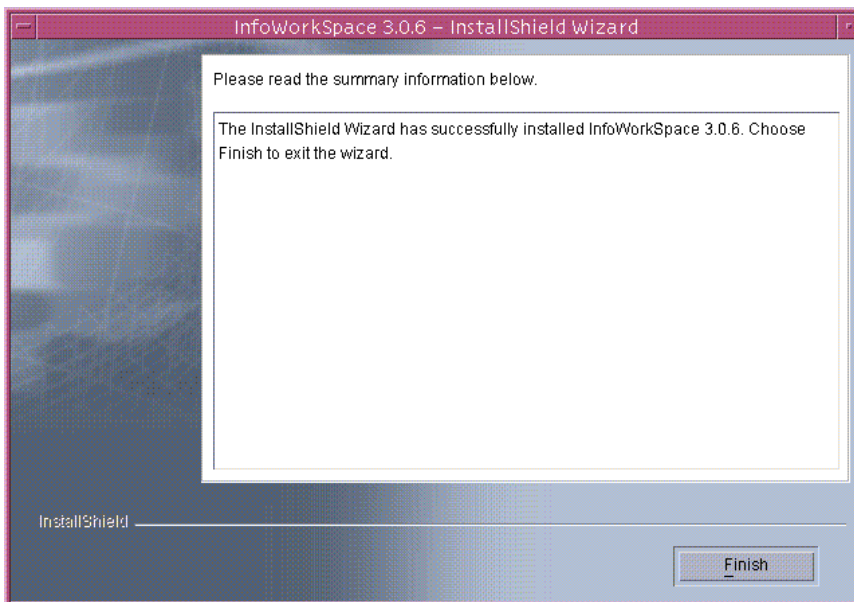 InfoWorkSpace 3.0.6 – InstallShield Wizard
Please read the summary information below.
The InstallShield Wizard has successfully installed InfoWorkSpace 3.0.6. Choose
Finish to exit the wizard.
InstallShield
Finish